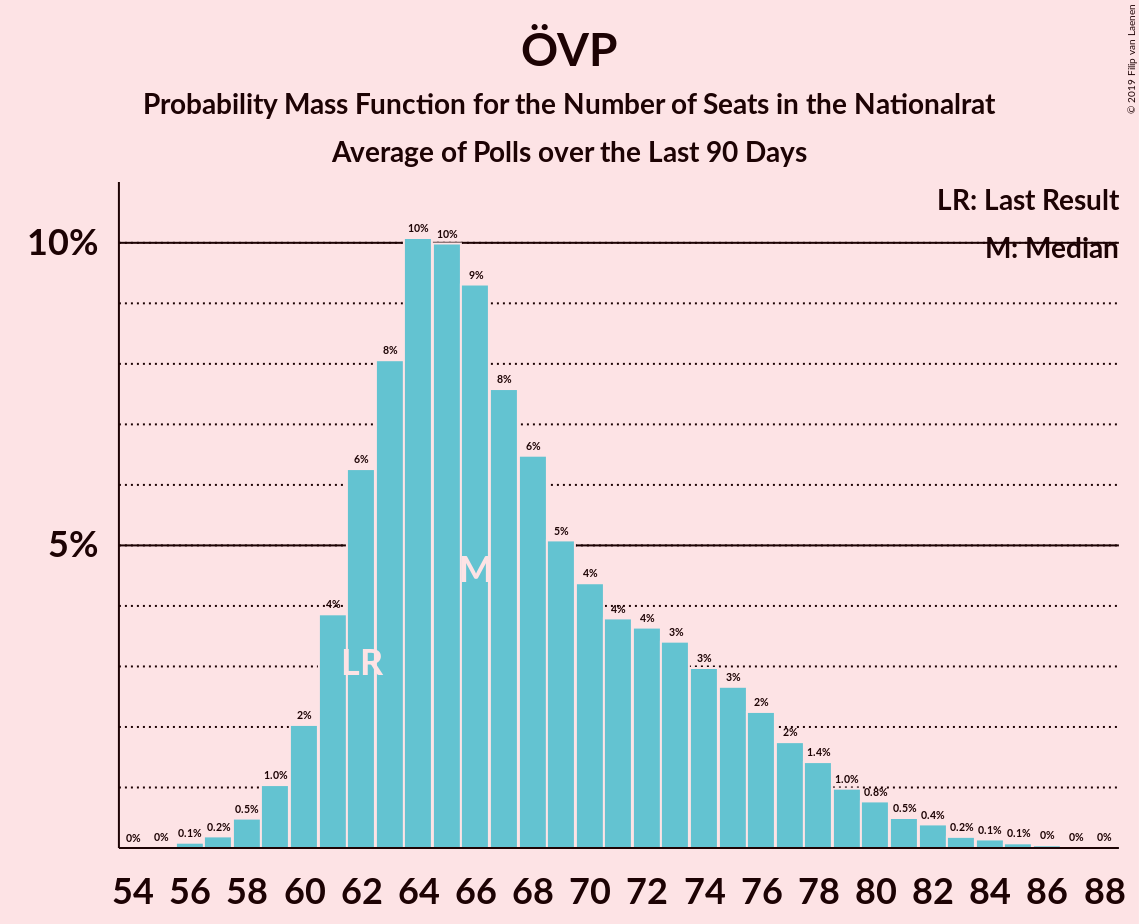 ÖVP
Probability Mass Function for the Number of Seats in the Nationalrat
Average of Polls over the Last 90 Days
© 2019 Filip van Laenen
LR: Last Result
M: Median
10%
5%
0% 0% 0.1% 0.2% 0.5% 1.0% 2% 4% 6% 8% 10% 10% 9% 8% 6% 5% 4% 4% 4% 3% 3% 3% 2% 2% 1.4% 1.0% 0.8% 0.5% 0.4% 0.2% 0.1% 0.1% 0% 0% 0%
M
LR
54 56 58 60 62 64 66 68 70 72 74 76 78 80 82 84 86 88